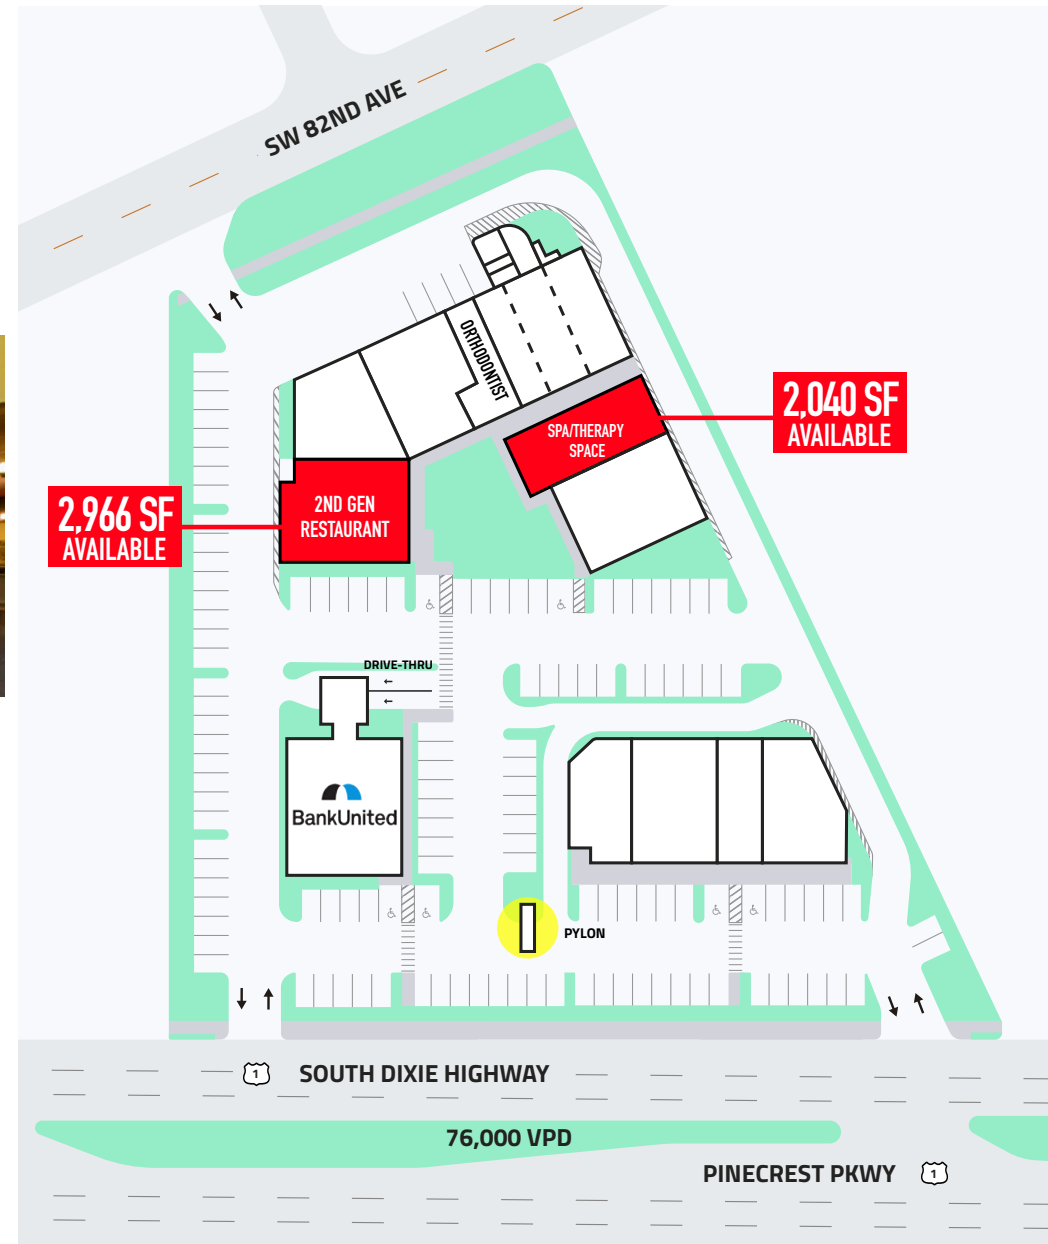 SW 82ND AVE
ORTHODONTIST
2,040 SF
AVAILABLE
SPA/THERAPY
SPACE
2,966 SF
AVAILABLE
2ND GEN
RESTAURANT
DRIVE-THRU
BankUnited
PYLON
1
SOUTH DIXIE HIGHWAY
76,000 VPD
PINECREST PKWY
1